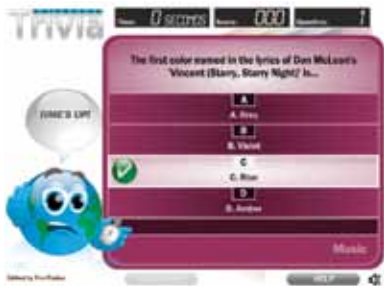 Trivia
Time: 0 SECONDS Score: 000 Question: 1
The first color named in the lyrics of Don McLean's
'Vincent (Starry, Starry Night)' is...
TIME'S UP!
A
A. Grey
B
B. Violet
C
C. Blue
D
D. Amber
Music
HELP